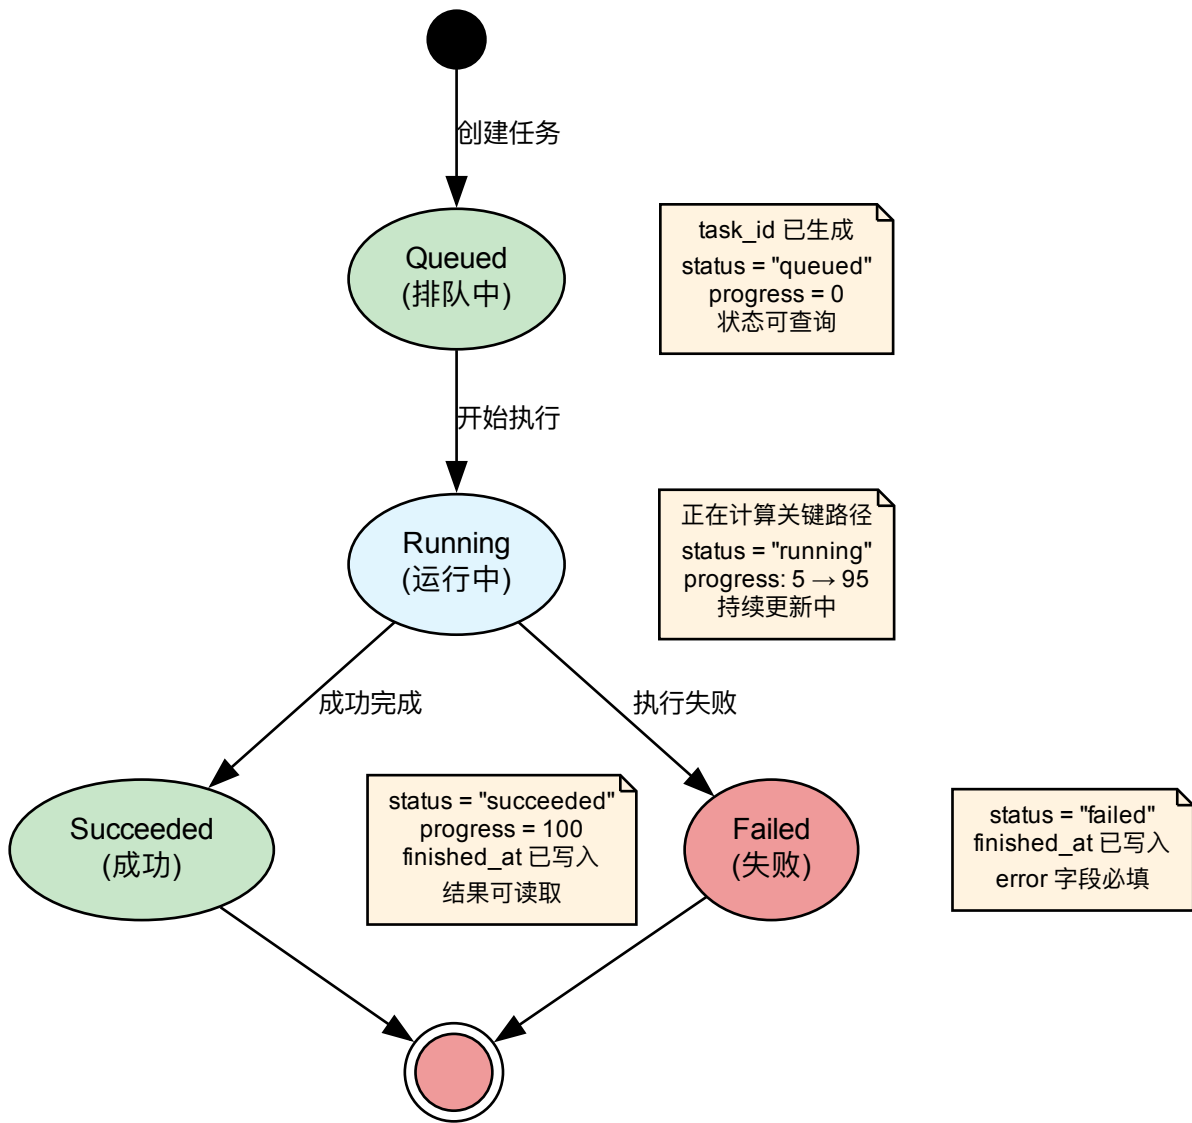 创建任务
Queued
(排队中)
task_id 已生成
status = "queued"
progress = 0
状态可查询
开始执行
Running
(运行中)
正在计算关键路径
status = "running"
progress: 5 → 95
持续更新中
成功完成
执行失败
Succeeded
(成功)
status = "succeeded"
progress = 100
finished_at 已写入
结果可读取
Failed
(失败)
status = "failed"
finished_at 已写入
error 字段必填